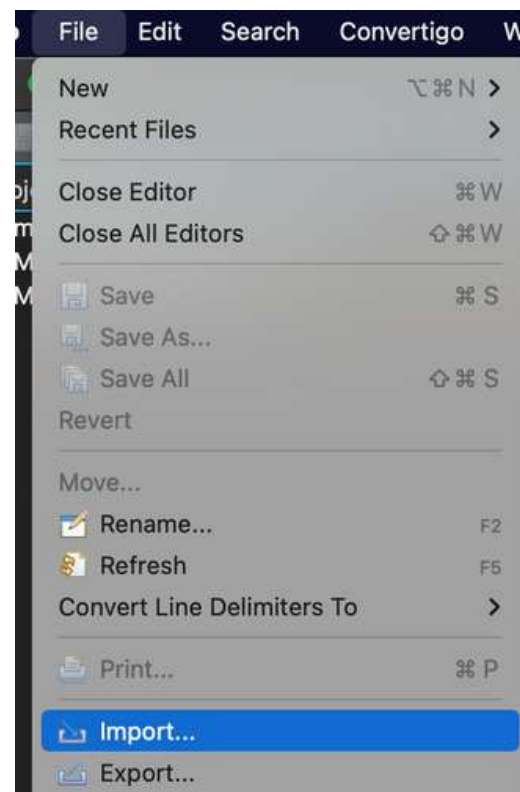 File Edit Search Convertigo
New ⌥⌘N >
Recent Files >
Close Editor ⌘W
Close All Editors ⇧⌘W
Save ⌘S
Save As...
Save All ⇧⌘S
Revert
Move...
Rename... F2
Refresh F5
Convert Line Delimiters To >
Print... ⌘P
Import...
Export...